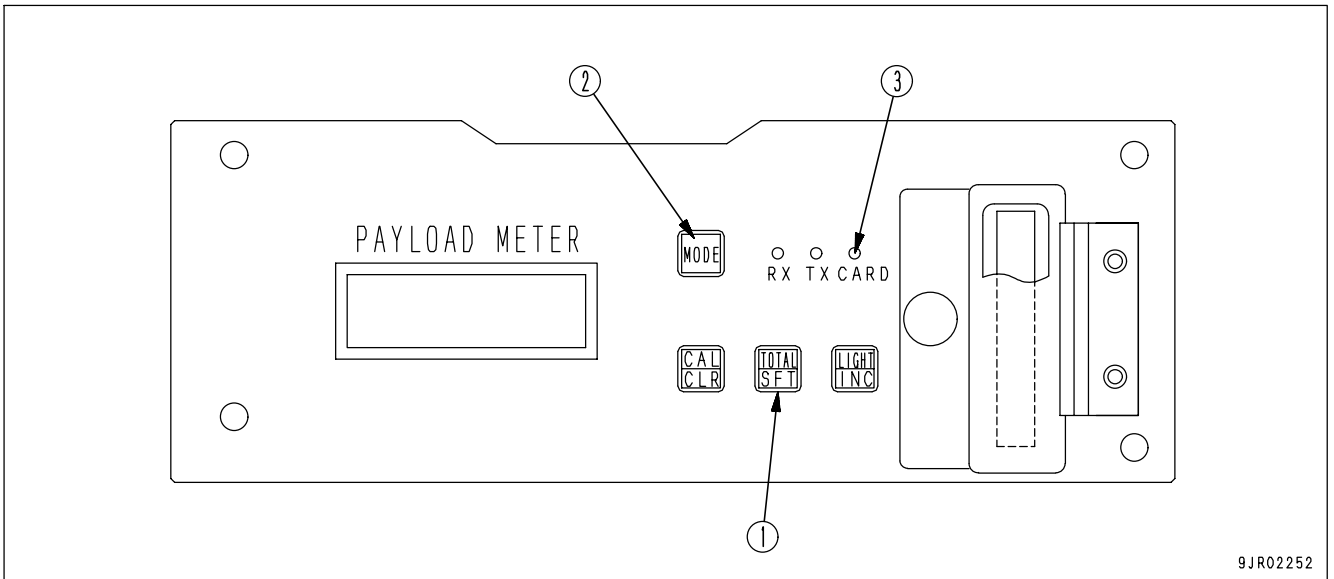 ② ③
PAYLOAD METER
MODE
RX TX CARD
CAL
CLR
TOTAL
SFT
LIGHT
INC
①
9JR02252